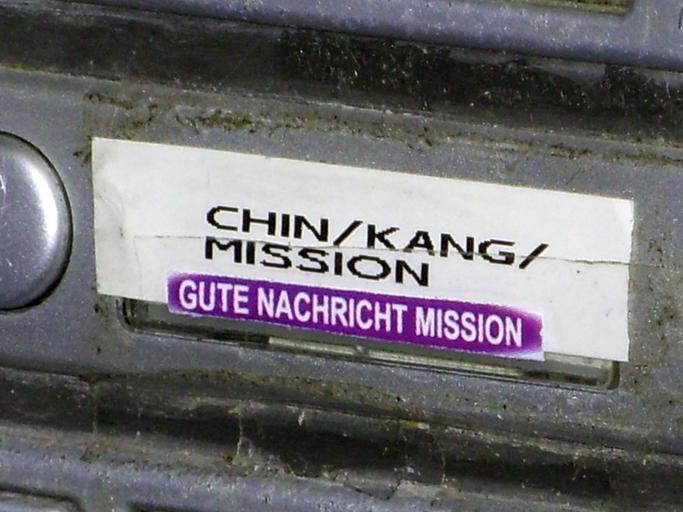 CHIN/KANG/
MISSION
GUTE NACHRICHT MISSION